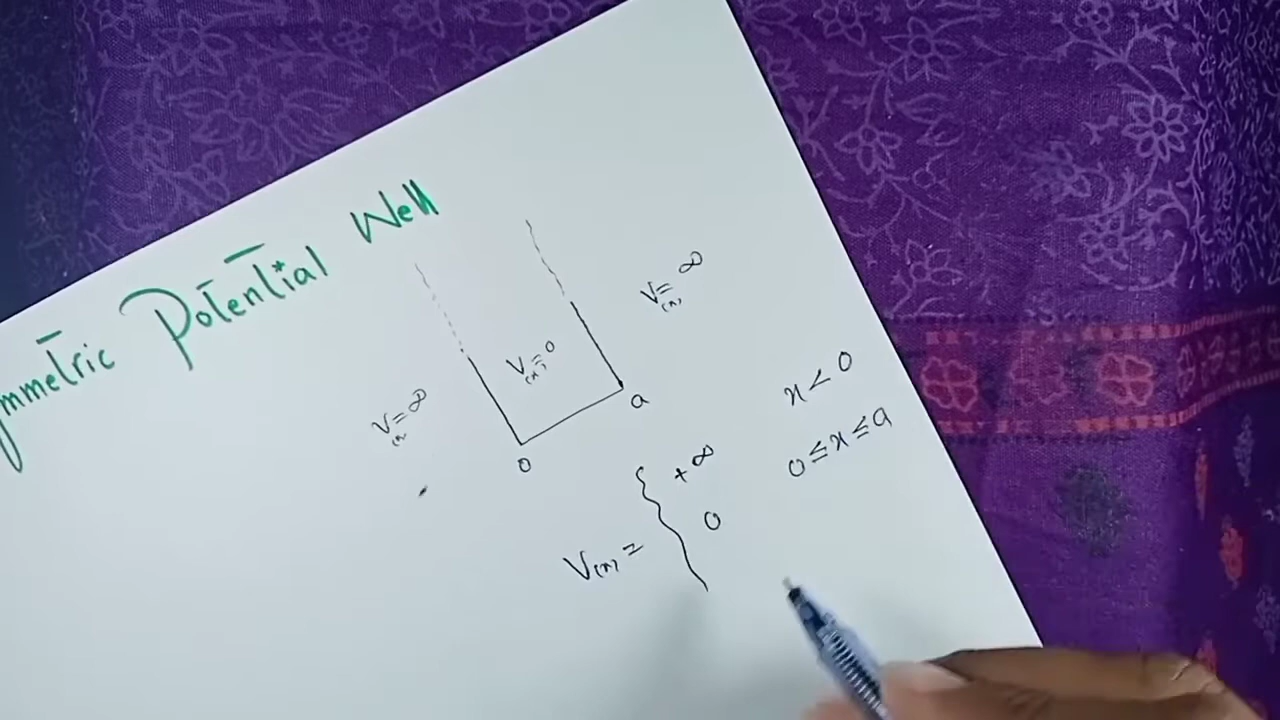 mmetric Potential Well
V(x)=∞
V(x)=0
V(x)=∞
0
a
V(x) = { +∞ x < 0
0 0 ≤ x ≤ a